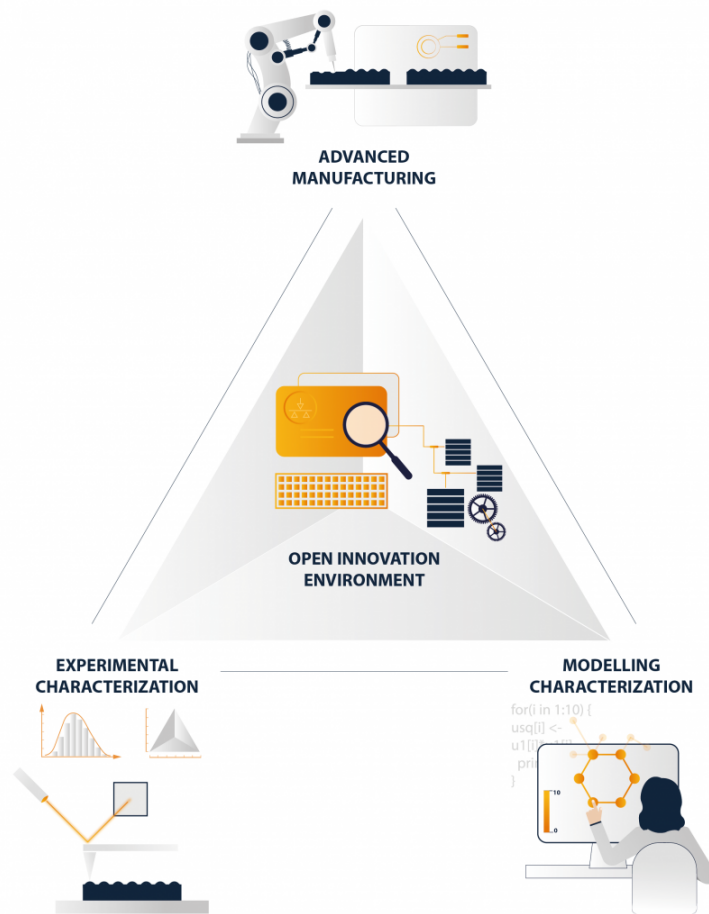 ADVANCED
MANUFACTURING
OPEN INNOVATION
ENVIRONMENT
EXPERIMENTAL
CHARACTERIZATION
MODELLING
CHARACTERIZATION
for(i in 1:10) {
usq[i] <-
}
10
0